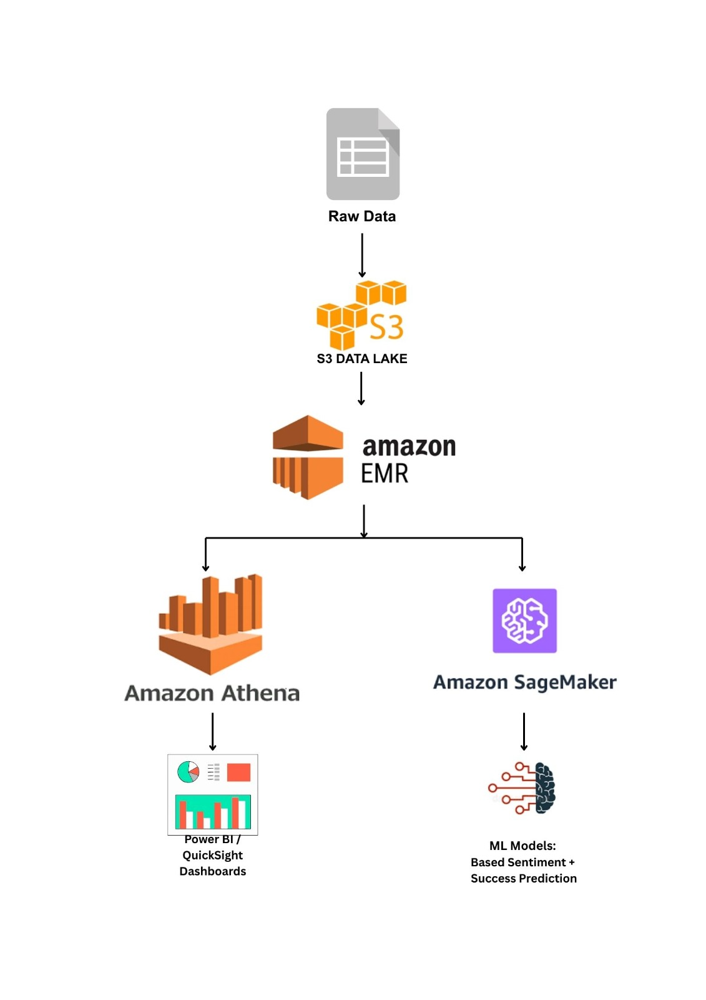 Raw Data
S3
S3 DATA LAKE
amazon
EMR
Amazon Athena
Amazon SageMaker
Power BI /
QuickSight
Dashboards
ML Models:
Based Sentiment +
Success Prediction